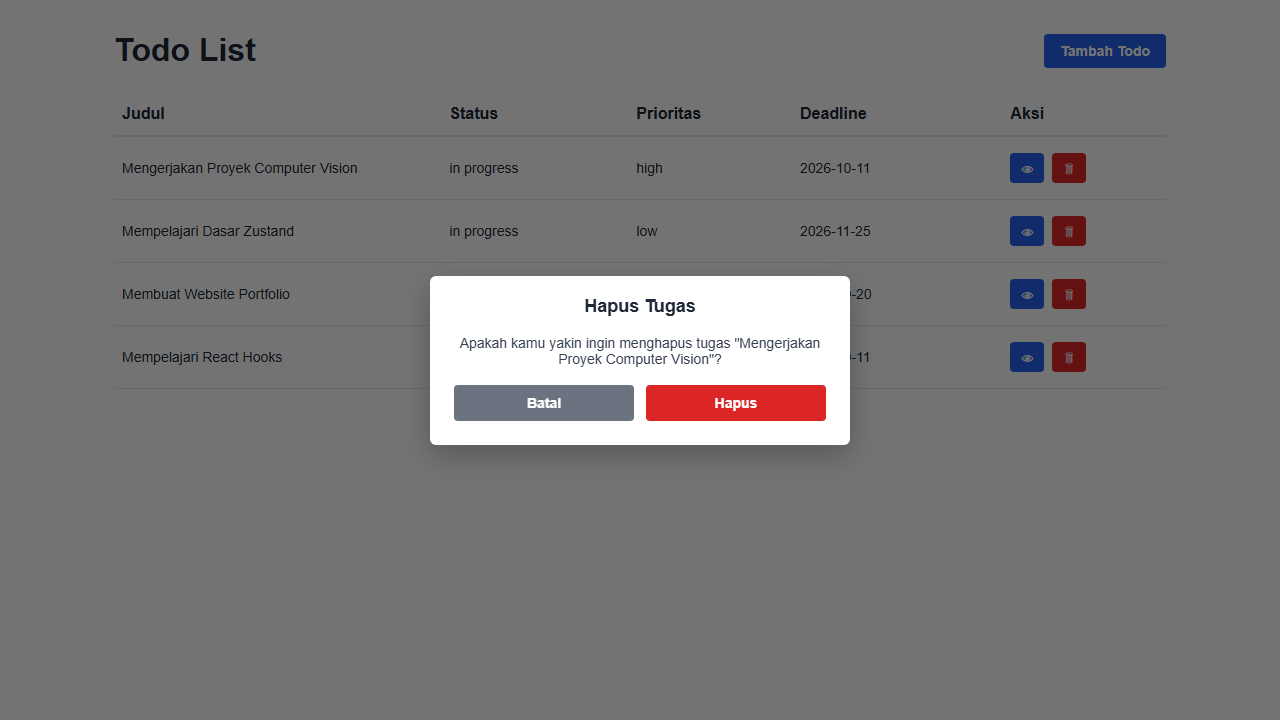 Todo List
Tambah Todo
Judul Status Prioritas Deadline Aksi
Mengerjakan Proyek Computer Vision in progress high 2026-10-11
Mempelajari Dasar Zustand in progress low 2026-11-25
Membuat Website Portfolio -20
Mempelajari React Hooks -11
Hapus Tugas
Apakah kamu yakin ingin menghapus tugas "Mengerjakan
Proyek Computer Vision"?
Batal Hapus